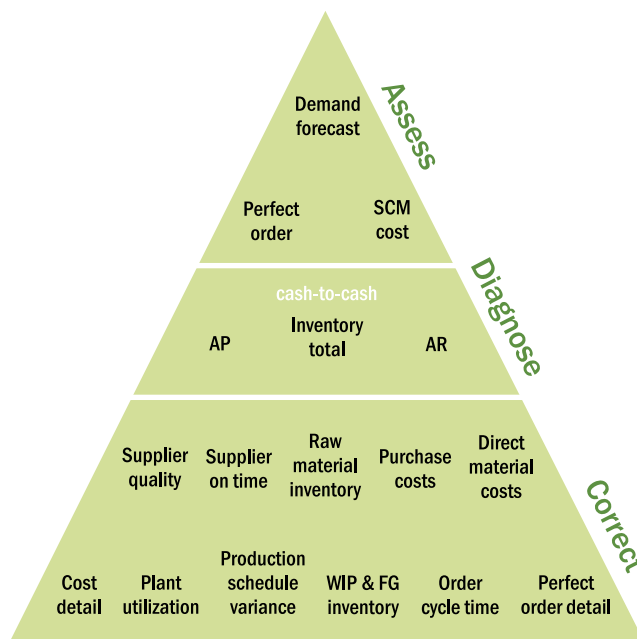 Demand
forecast
Assess
Perfect
order
SCM
cost
cash-to-cash
AP
Inventory
total
AR
Diagnose
Supplier
quality
Supplier
on time
Raw
material
inventory
Purchase
costs
Direct
material
costs
Correct
Cost
detail
Plant
utilization
Production
schedule
variance
WIP & FG
inventory
Order
cycle time
Perfect
order detail